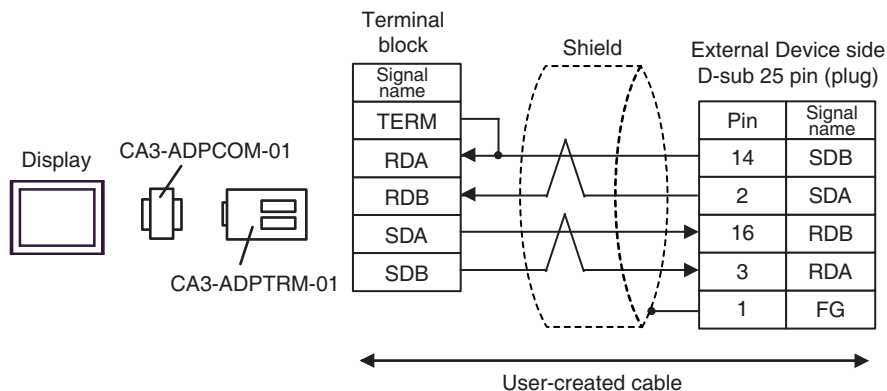 Display
CA3-ADPCOM-01
CA3-ADPTRM-01
Terminal
block
Signal
name
TERM
RDA
RDB
SDA
SDB
Shield
External Device side
D-sub 25 pin (plug)
Pin Signal
name
14 SDB
2 SDA
16 RDB
3 RDA
1 FG
User-created cable